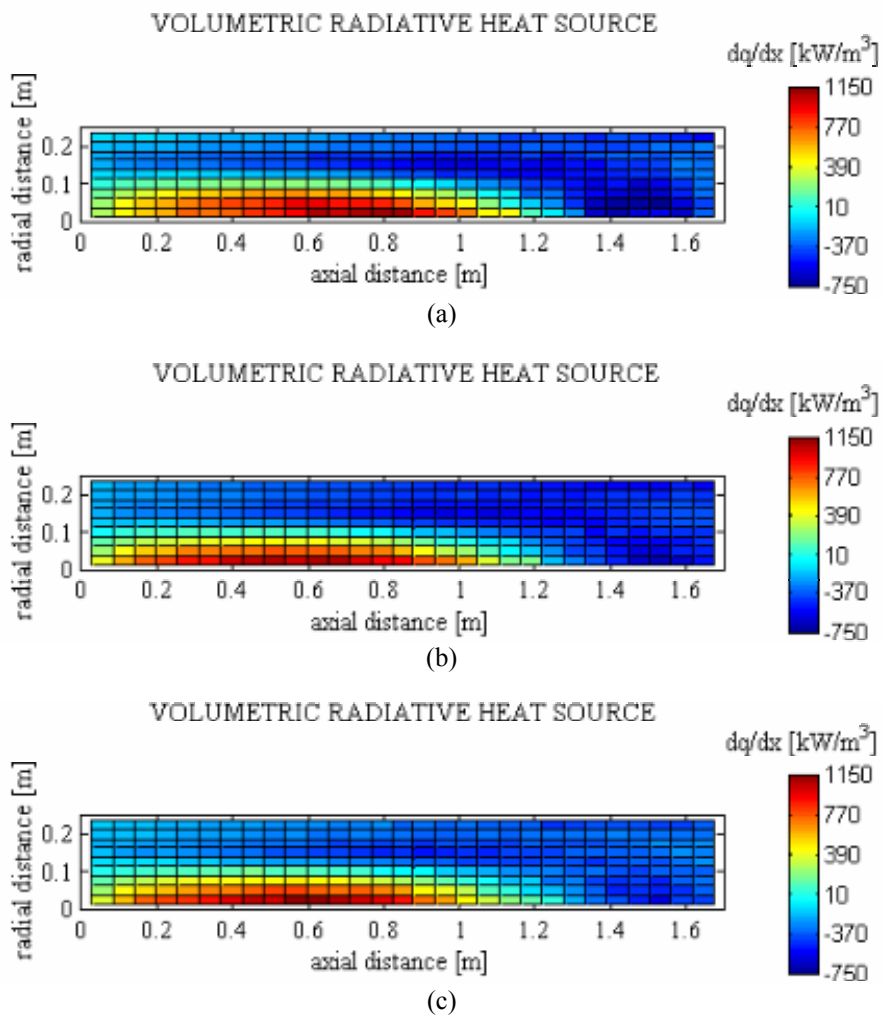 VOLUMETRIC RADIATIVE HEAT SOURCE
dq/dx [kW/m³]
radial distance [m]
0.2
0.1
0
0 0.2 0.4 0.6 0.8 1 1.2 1.4 1.6
axial distance [m]
1150
770
390
10
-370
-750
(a)
VOLUMETRIC RADIATIVE HEAT SOURCE
dq/dx [kW/m³]
radial distance [m]
0.2
0.1
0
0 0.2 0.4 0.6 0.8 1 1.2 1.4 1.6
axial distance [m]
1150
770
390
10
-370
-750
(b)
VOLUMETRIC RADIATIVE HEAT SOURCE
dq/dx [kW/m³]
radial distance [m]
0.2
0.1
0
0 0.2 0.4 0.6 0.8 1 1.2 1.4 1.6
axial distance [m]
1150
770
390
10
-370
-750
(c)